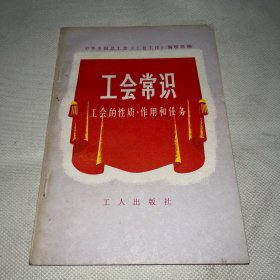 中华全国总工会《工会工作》编辑部编
工会常识
工会的性质、作用和任务
工人出版社